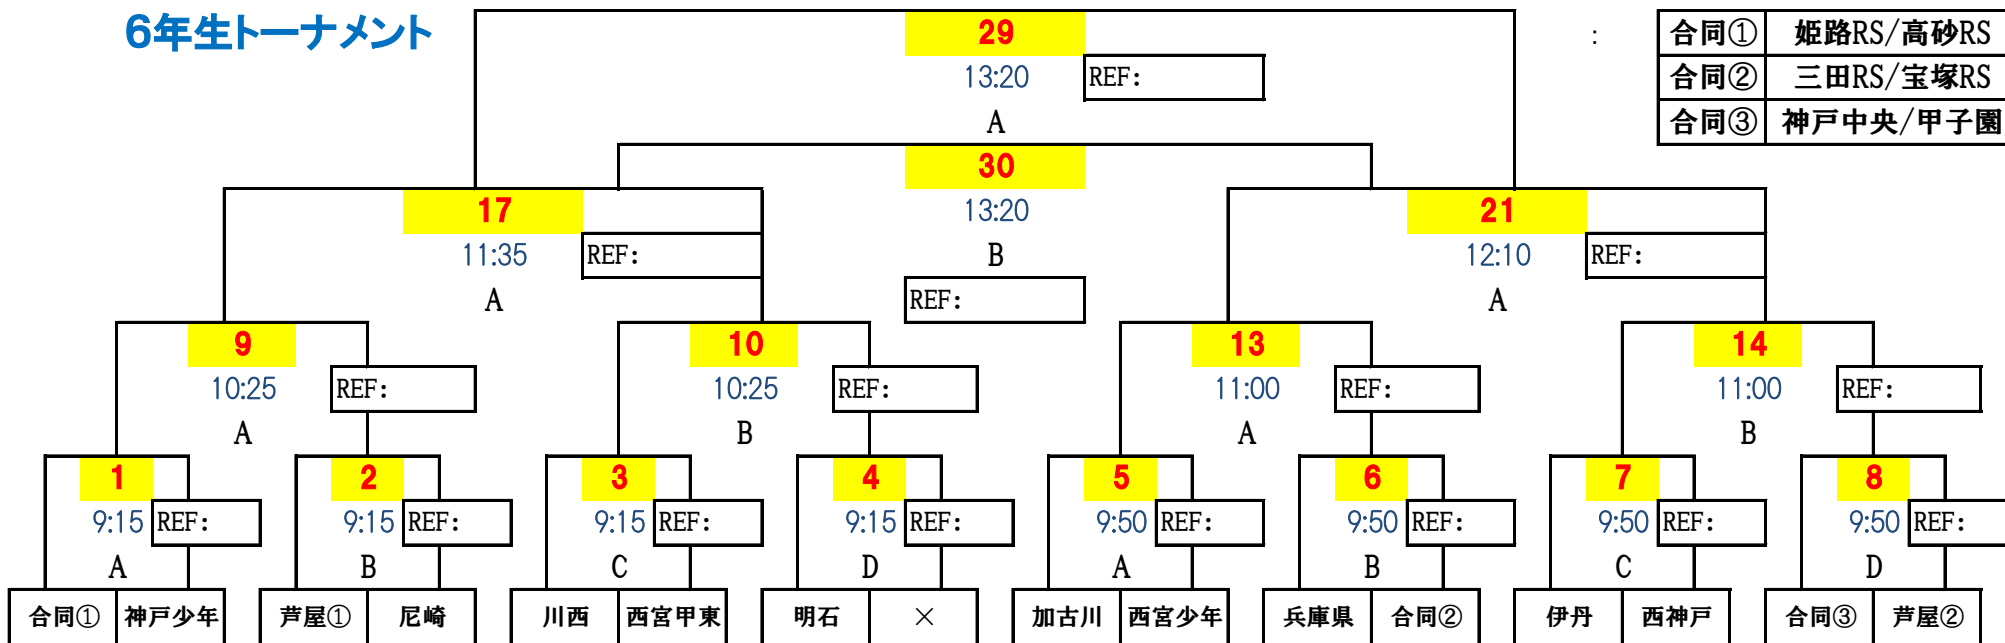 6年生トーナメント
29
13:20
REF:
A
:
合同① 姫路RS/高砂RS
合同② 三田RS/宝塚RS
合同③ 神戸中央/甲子園
30
13:20
B
REF:
17
11:35
REF:
A
21
12:10
REF:
A
9
10:25
REF:
A
10
10:25
REF:
B
13
11:00
REF:
A
14
11:00
REF:
B
1
9:15 REF:
A
2
9:15 REF:
B
3
9:15 REF:
C
4
9:15 REF:
D
5
9:50 REF:
A
6
9:50 REF:
B
7
9:50 REF:
C
8
9:50 REF:
D
合同① 神戸少年 芦屋① 尼崎 川西 西宮甲東 明石 × 加古川 西宮少年 兵庫県 合同② 伊丹 西神戸 合同③ 芦屋②